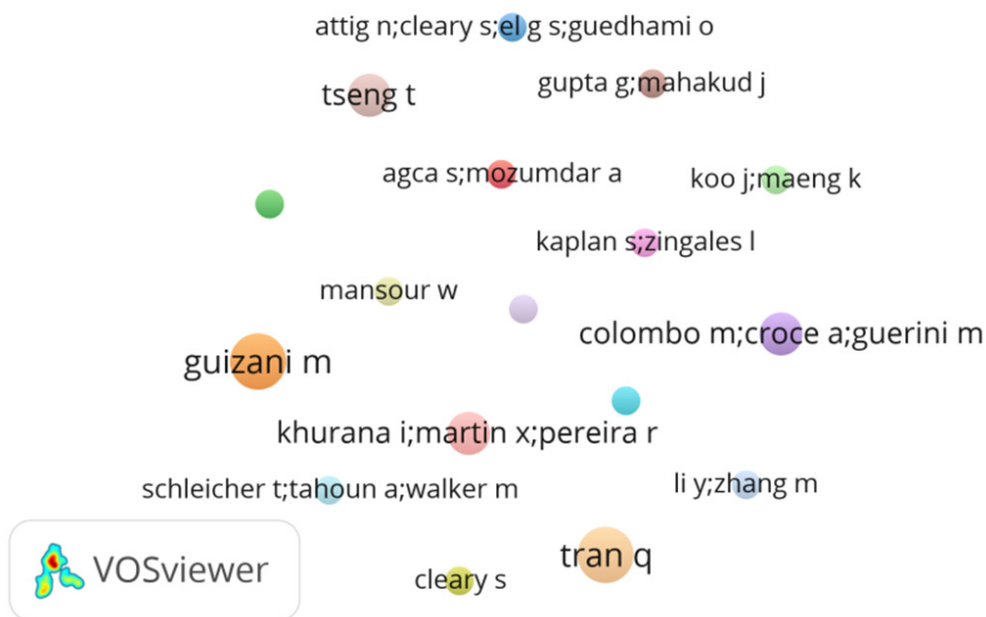 attig n;cleary s;el g s;guedhami o
tseng t
gupta g;mahakud j
agca s;mozumdar a
koo j;maeng k
kaplan s;zingales l
mansour w
colombo m;croce a;guerini m
guizani m
khurana i;martin x;pereira r
schleicher t;tahoun a;walker m
li y;zhang m
tran q
VOSviewer
cleary s